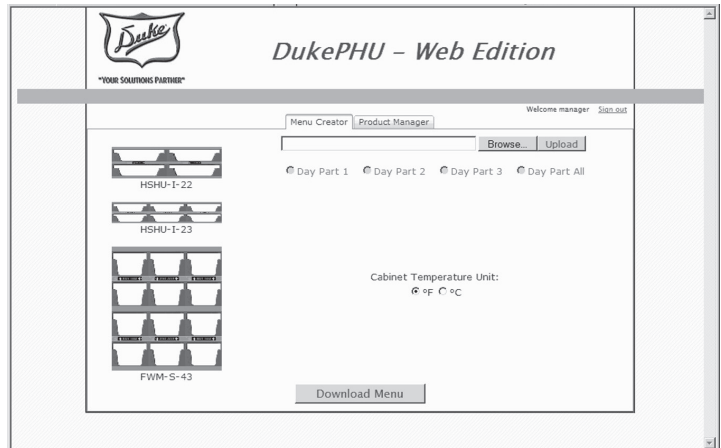 Duke
"YOUR SOLUTIONS PARTNER"
DukePHU – Web Edition
Welcome manager Sign out
Menu Creator Product Manager
Browse... Upload
Day Part 1 Day Part 2 Day Part 3 Day Part All
HSHU-I-22
HSHU-I-23
Cabinet Temperature Unit:
ºF ºC
FWM-S-43
Download Menu